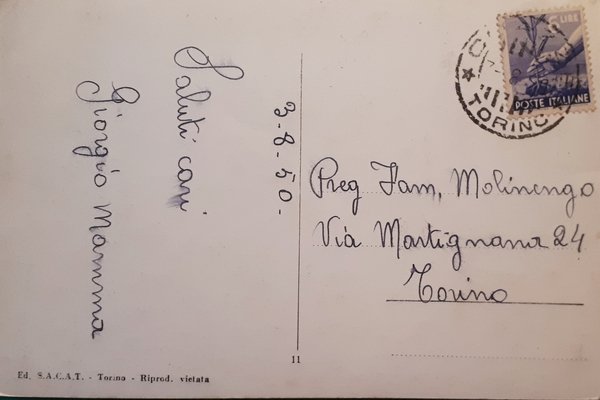 Saluti cari
Giorgio Mamma
3-8-50-
5 LIRE
POSTE ITALIANE
TORINO
Preg Fam, Molinengo
Via Martignana 24
Torino
11
Ed. S.A.C.A.T. - Torino - Riprod. vietata